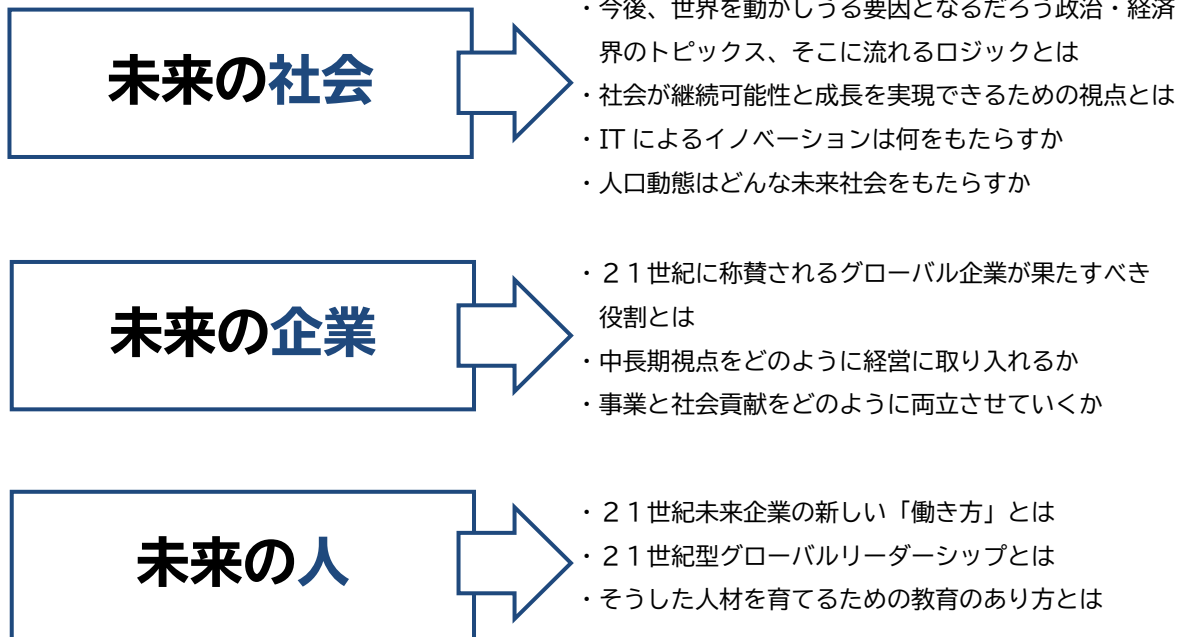 未来の社会
・今後、世界を動かしうる要因となるだろう政治・経済
界のトピックス、そこに流れるロジックとは
・社会が継続可能性と成長を実現できるための視点とは
・IT によるイノベーションは何をもたらすか
・人口動態はどんな未来社会をもたらすか
未来の企業
・２１世紀に称賛されるグローバル企業が果たすべき
役割とは
・中長期視点をどのように経営に取り入れるか
・事業と社会貢献をどのように両立させていくか
未来の人
・２１世紀未来企業の新しい「働き方」とは
・２１世紀型グローバルリーダーシップとは
・そうした人材を育てるための教育のあり方とは